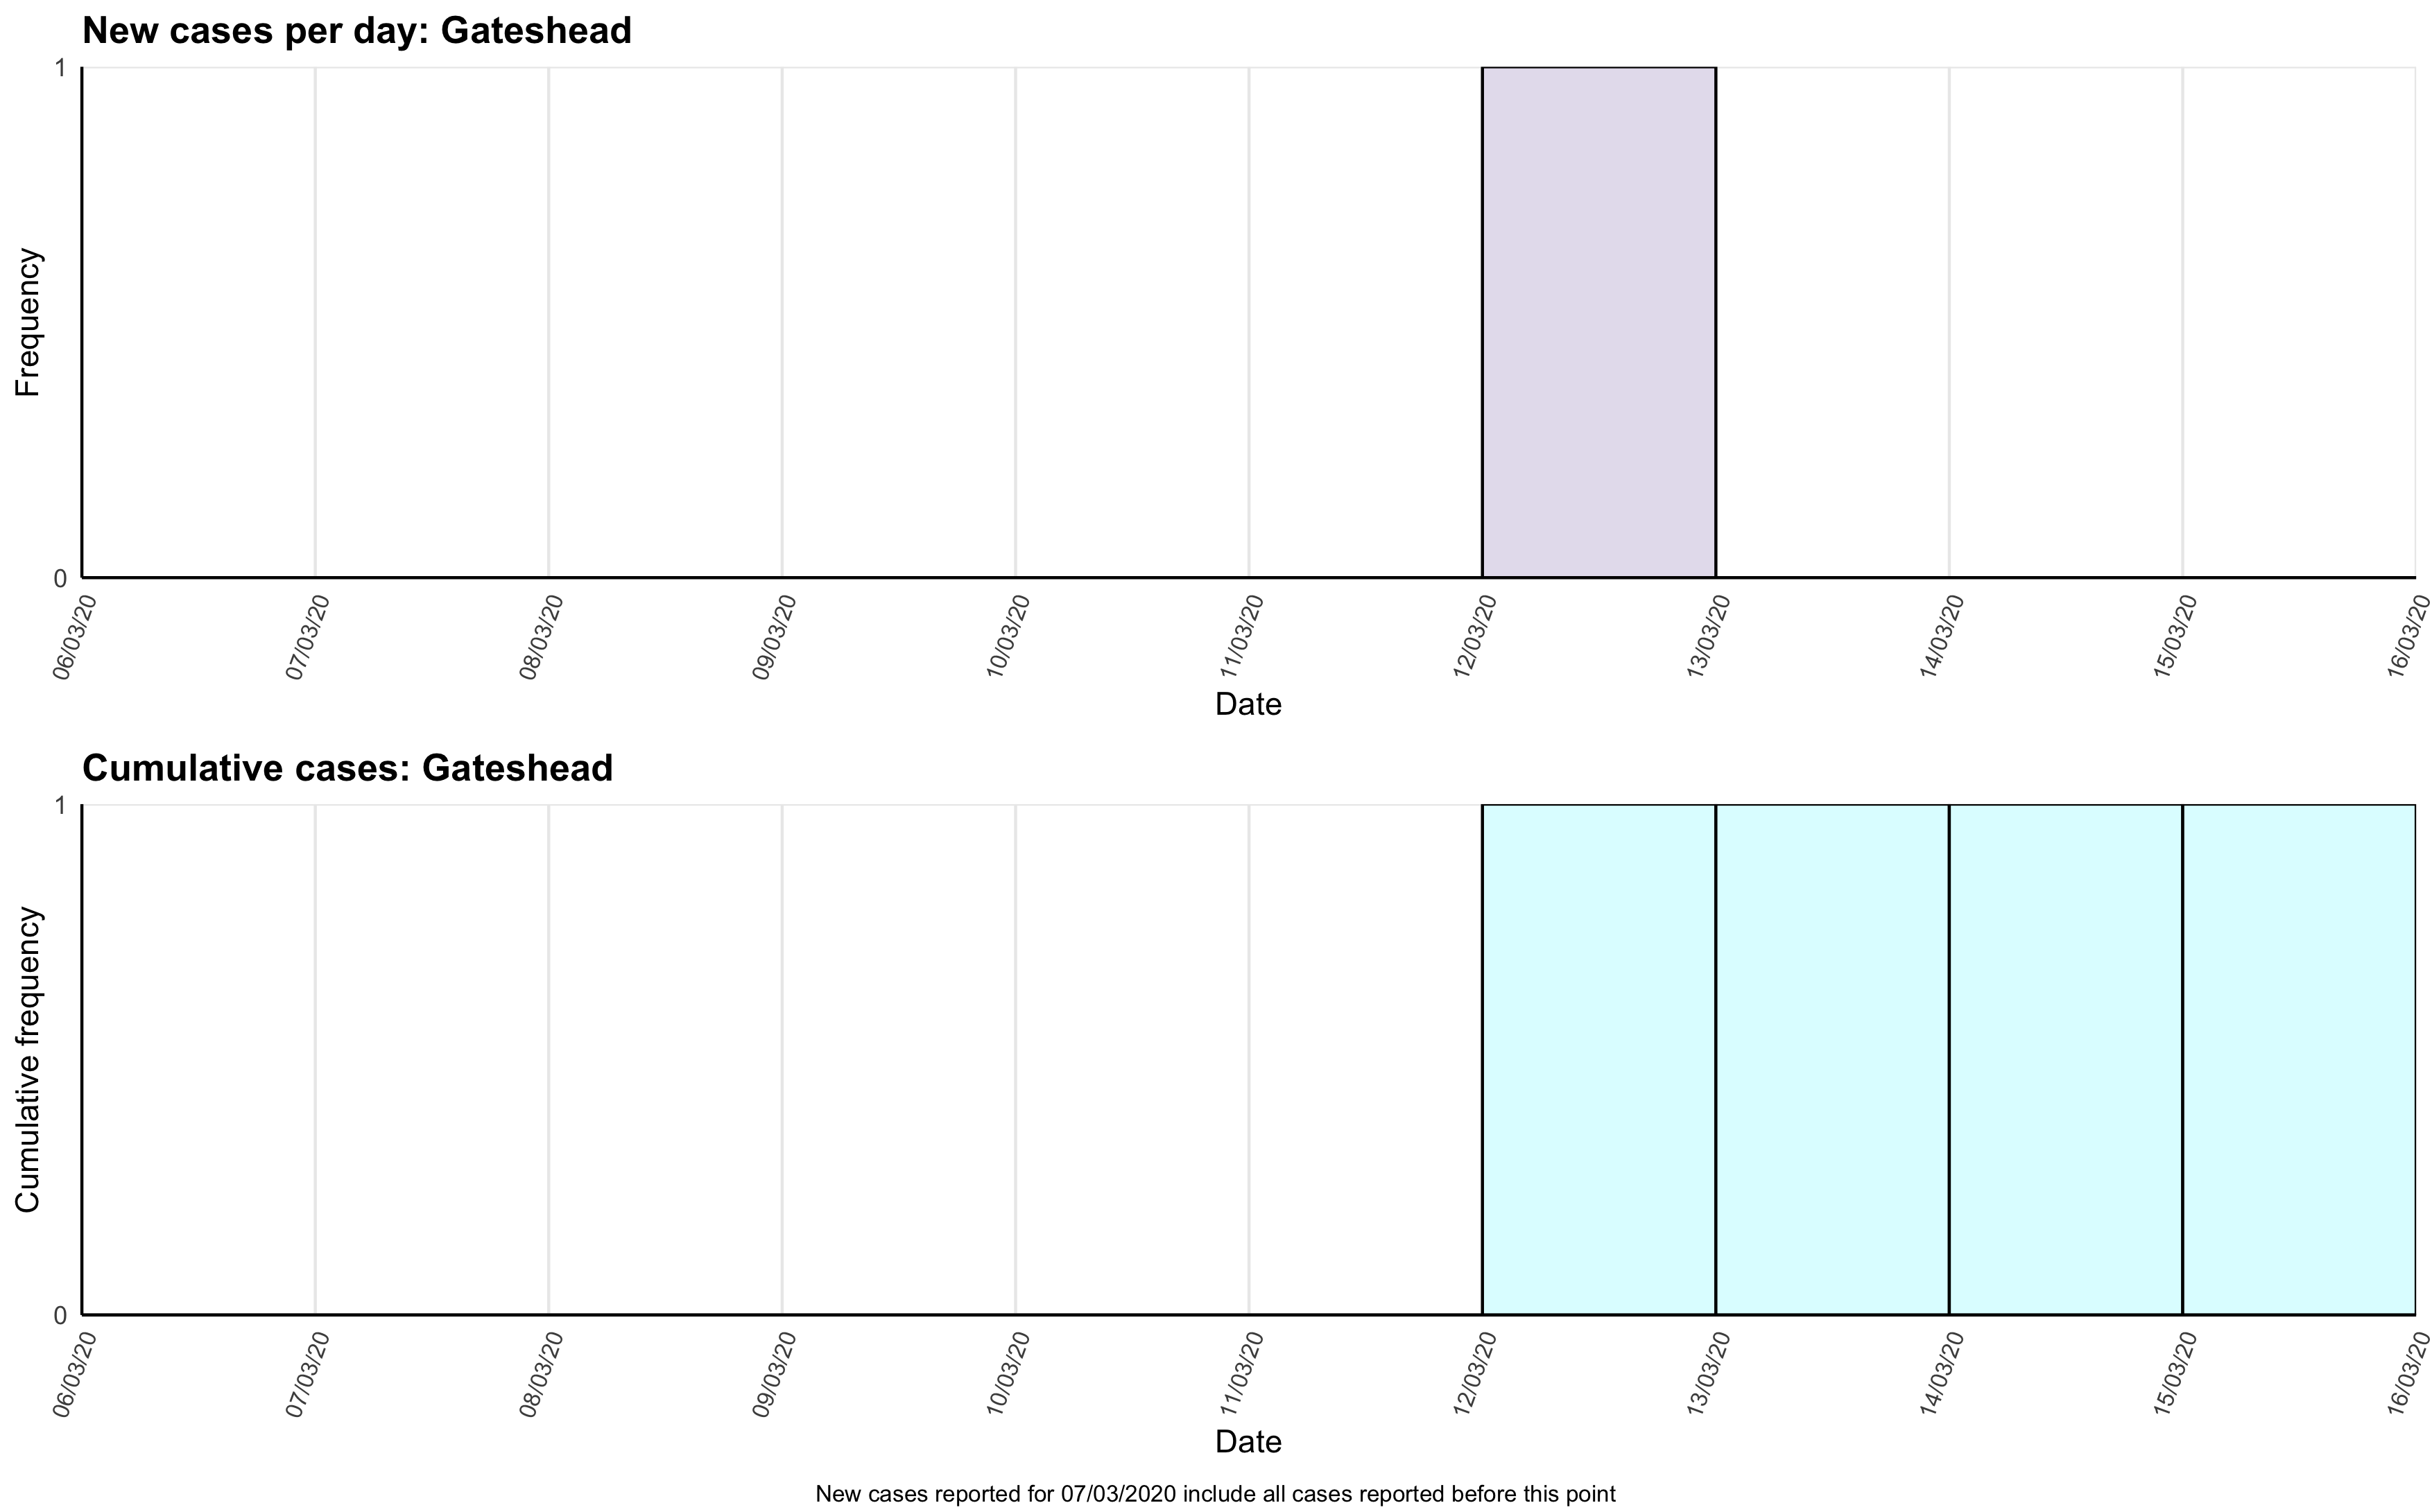 New cases per day: Gateshead
1
Frequency
0
06/03/20 07/03/20 08/03/20 09/03/20 10/03/20 11/03/20 12/03/20 13/03/20 14/03/20 15/03/20 16/03/20
Date
Cumulative cases: Gateshead
1
Cumulative frequency
0
06/03/20 07/03/20 08/03/20 09/03/20 10/03/20 11/03/20 12/03/20 13/03/20 14/03/20 15/03/20 16/03/20
Date
New cases reported for 07/03/2020 include all cases reported before this point